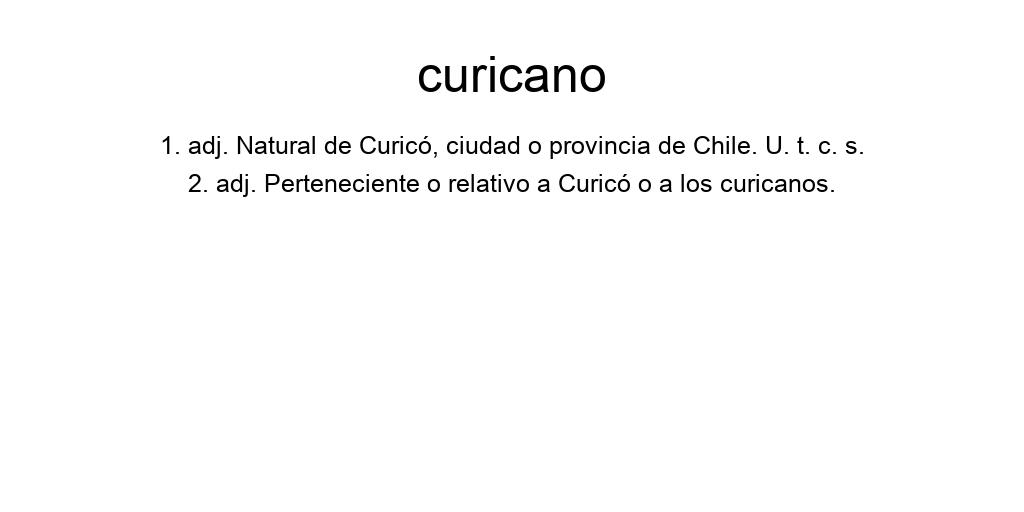 curicano
1. adj. Natural de Curicó, ciudad o provincia de Chile. U. t. c. s.
2. adj. Perteneciente o relativo a Curicó o a los curicanos.